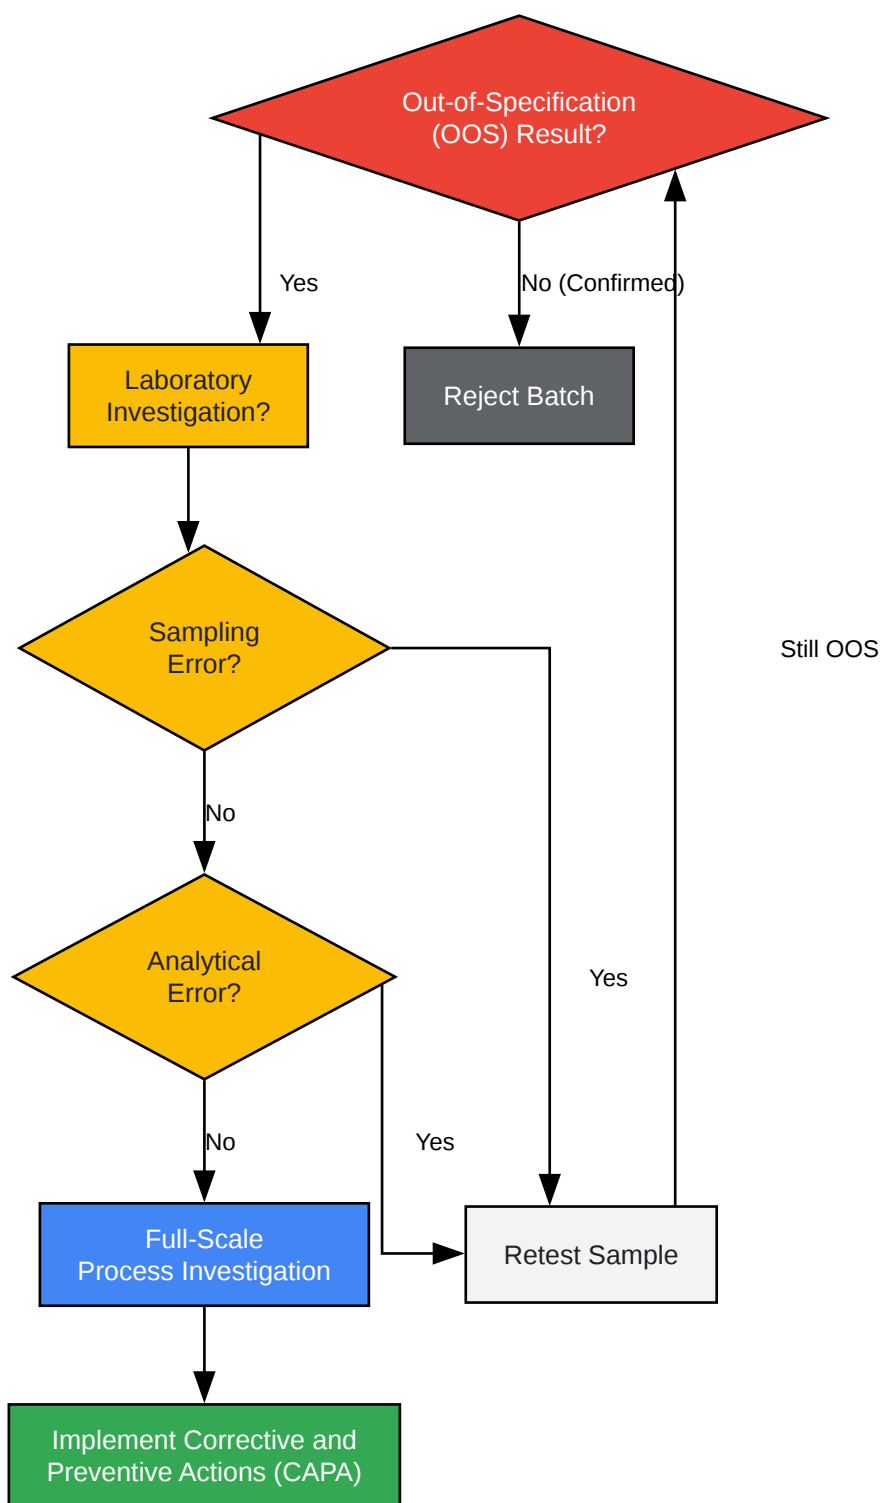 Out-of-Specification
(OOS) Result?
Yes
No (Confirmed)
Laboratory
Investigation?
Reject Batch
Sampling
Error?
Still OOS
No
Analytical
Error?
Yes
No
Yes
Full-Scale
Process Investigation
Retest Sample
Implement Corrective and
Preventive Actions (CAPA)